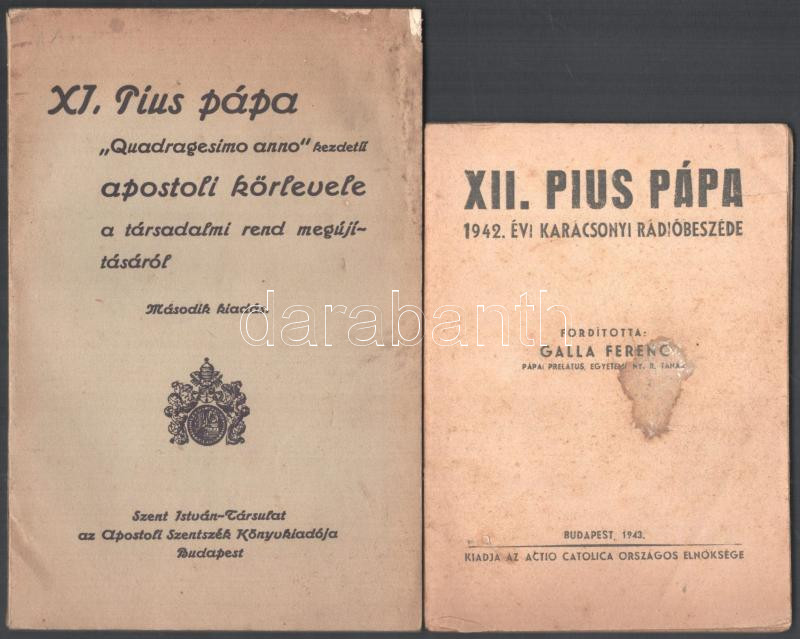 XI. Pius pápa
„Quadragesimo anno“ kezdetű
apostoli körlevele
a társadalmi rend megújí-
tásáról
Második kiadás.
Szent István-Társulat
az Apostoli Szentszék Könyvkiadója
Budapest
XII. PIUS PÁPA
1942. ÉVI KARÁCSONYI RÁDIÓBESZÉDE
FORDÍTOTTA:
GALLA FERENC
PÁPAI PRELÁTUS, EGYETEMI NY. R. TANÁR
BUDAPEST, 1943.
KIADJA AZ ACTIO CATOLICA ORSZÁGOS ELNÖKSÉGE
darabanth